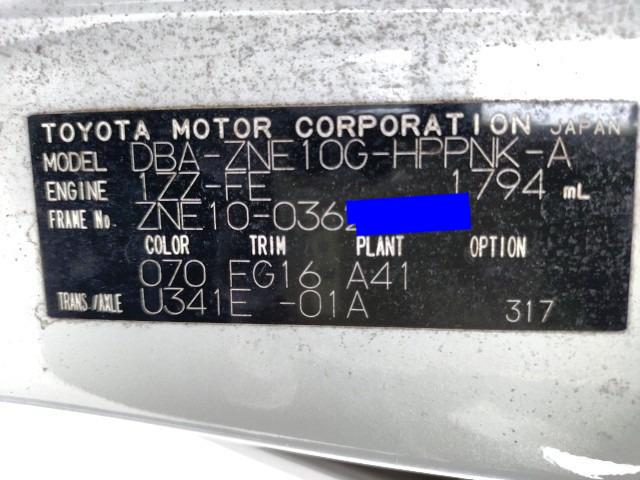 TOYOTA MOTOR CORPORATION JAPAN
MODEL DBA-ZNE10G-HPPNK-A
ENGINE 1ZZ-FE 1794 mL
FRAME No. ZNE10-0362
COLOR TRIM PLANT OPTION
070 FG16 A41
TRANS/AXLE U341E -01A 317